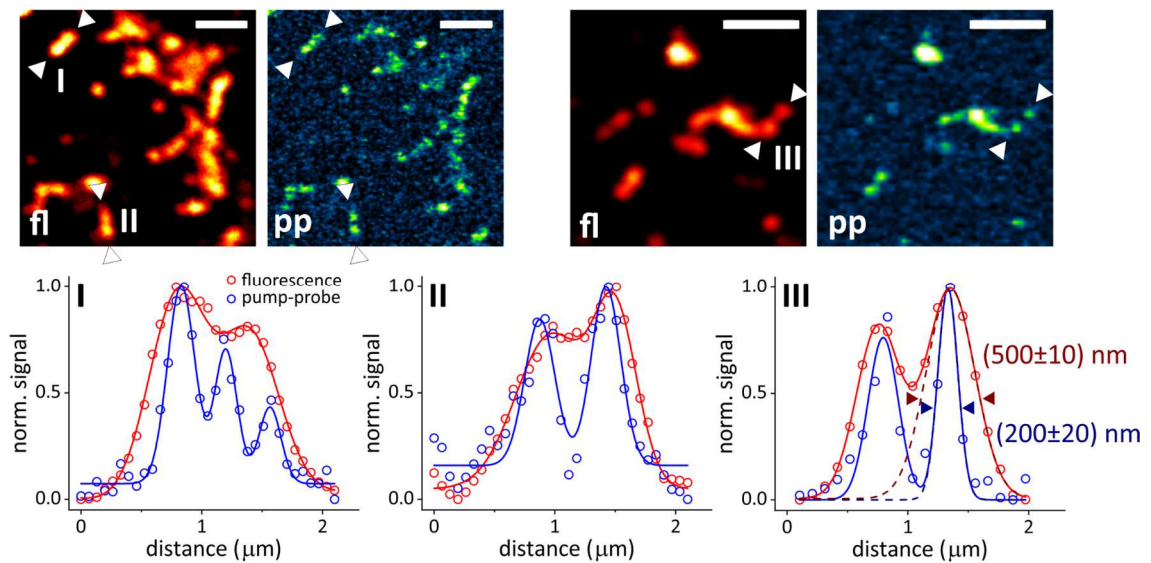 I
II
fl
pp
III
fl
pp
I
fluorescence
pump-probe
1.0
0.5
0.0
norm. signal
0
1
2
distance (μm)
II
1.0
0.5
0.0
norm. signal
0
1
2
distance (μm)
III
1.0
0.5
0.0
norm. signal
(500±10) nm
(200±20) nm
0
1
2
distance (μm)